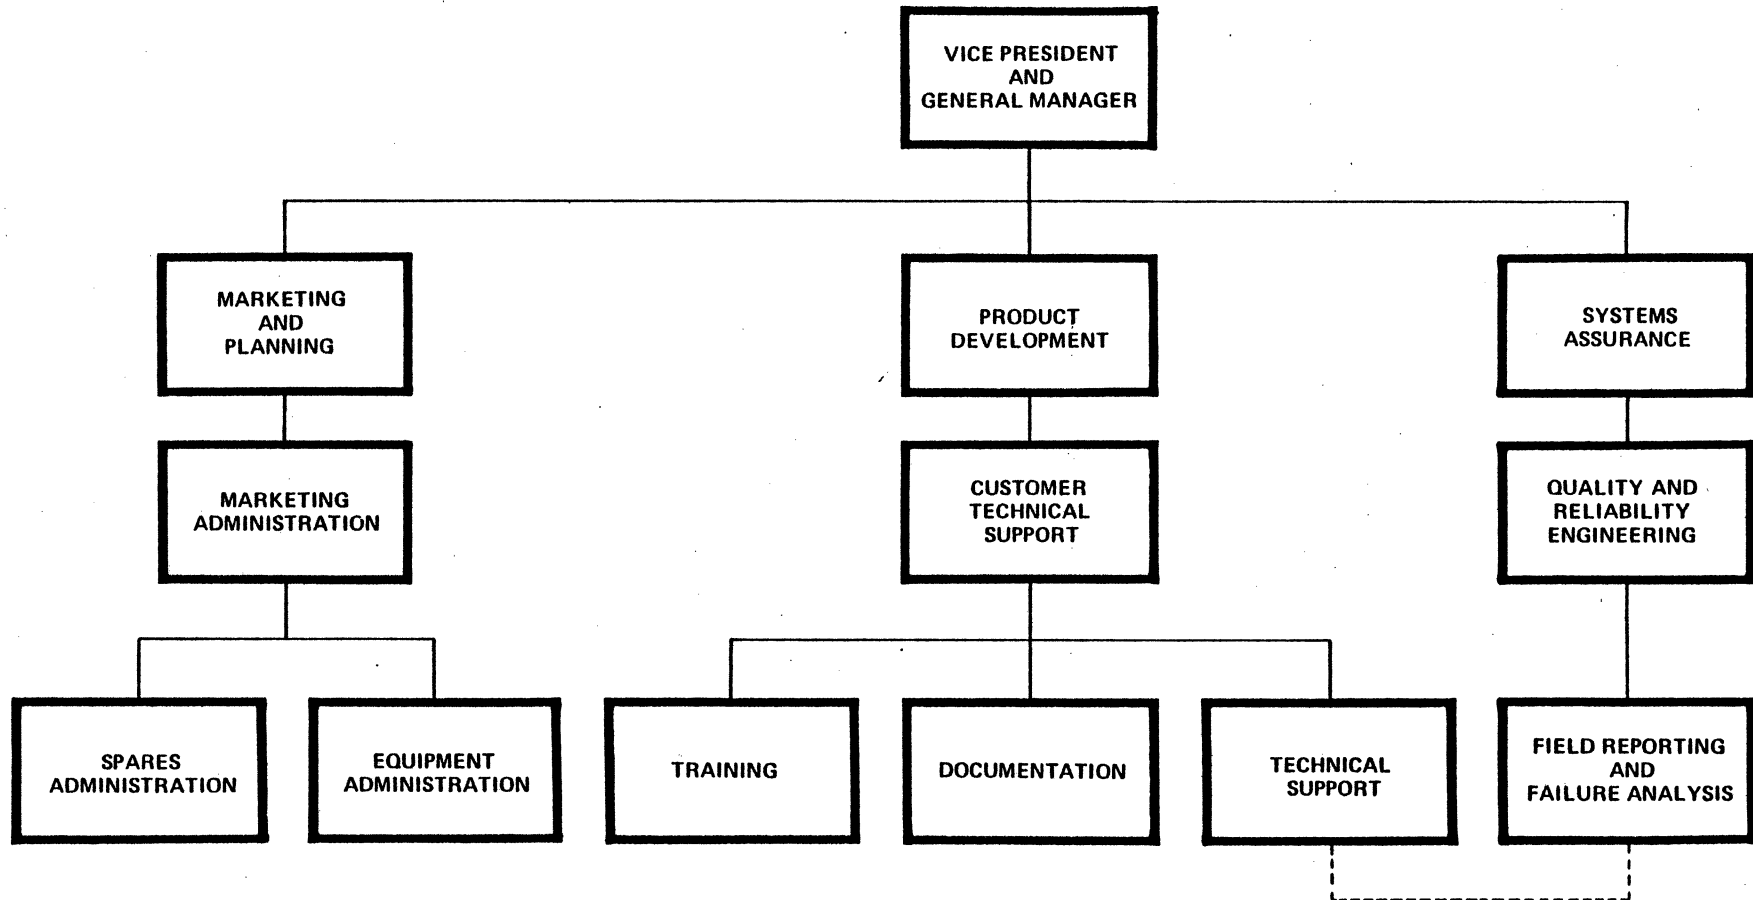 VICE PRESIDENT
AND
GENERAL MANAGER
MARKETING
AND
PLANNING
PRODUCT
DEVELOPMENT
SYSTEMS
ASSURANCE
MARKETING
ADMINISTRATION
CUSTOMER
TECHNICAL
SUPPORT
QUALITY AND
RELIABILITY
ENGINEERING
SPARES
ADMINISTRATION
EQUIPMENT
ADMINISTRATION
TRAINING
DOCUMENTATION
TECHNICAL
SUPPORT
FIELD REPORTING
AND
FAILURE ANALYSIS